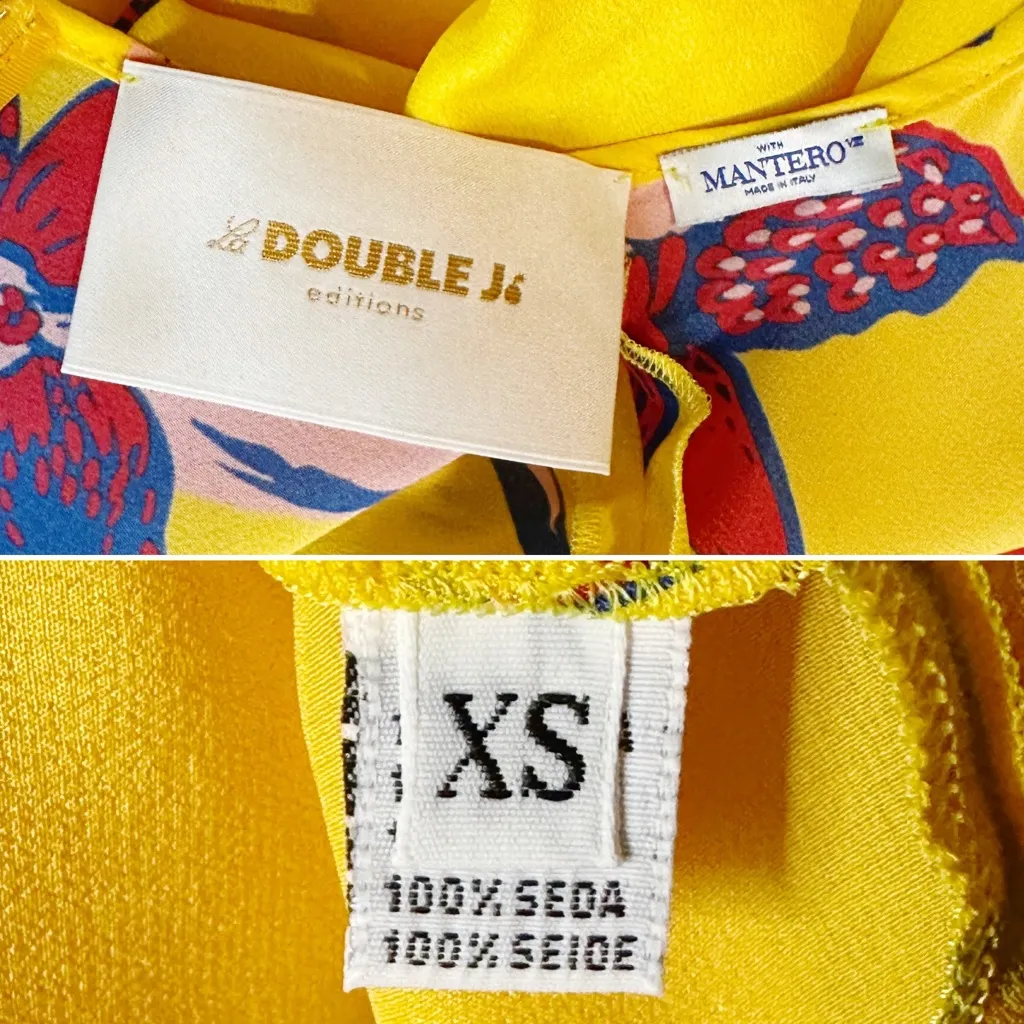 La DOUBLE J
editions
WITH
MANTERO
MADE IN ITALY
XS
100% SEDA
100% SEIDE